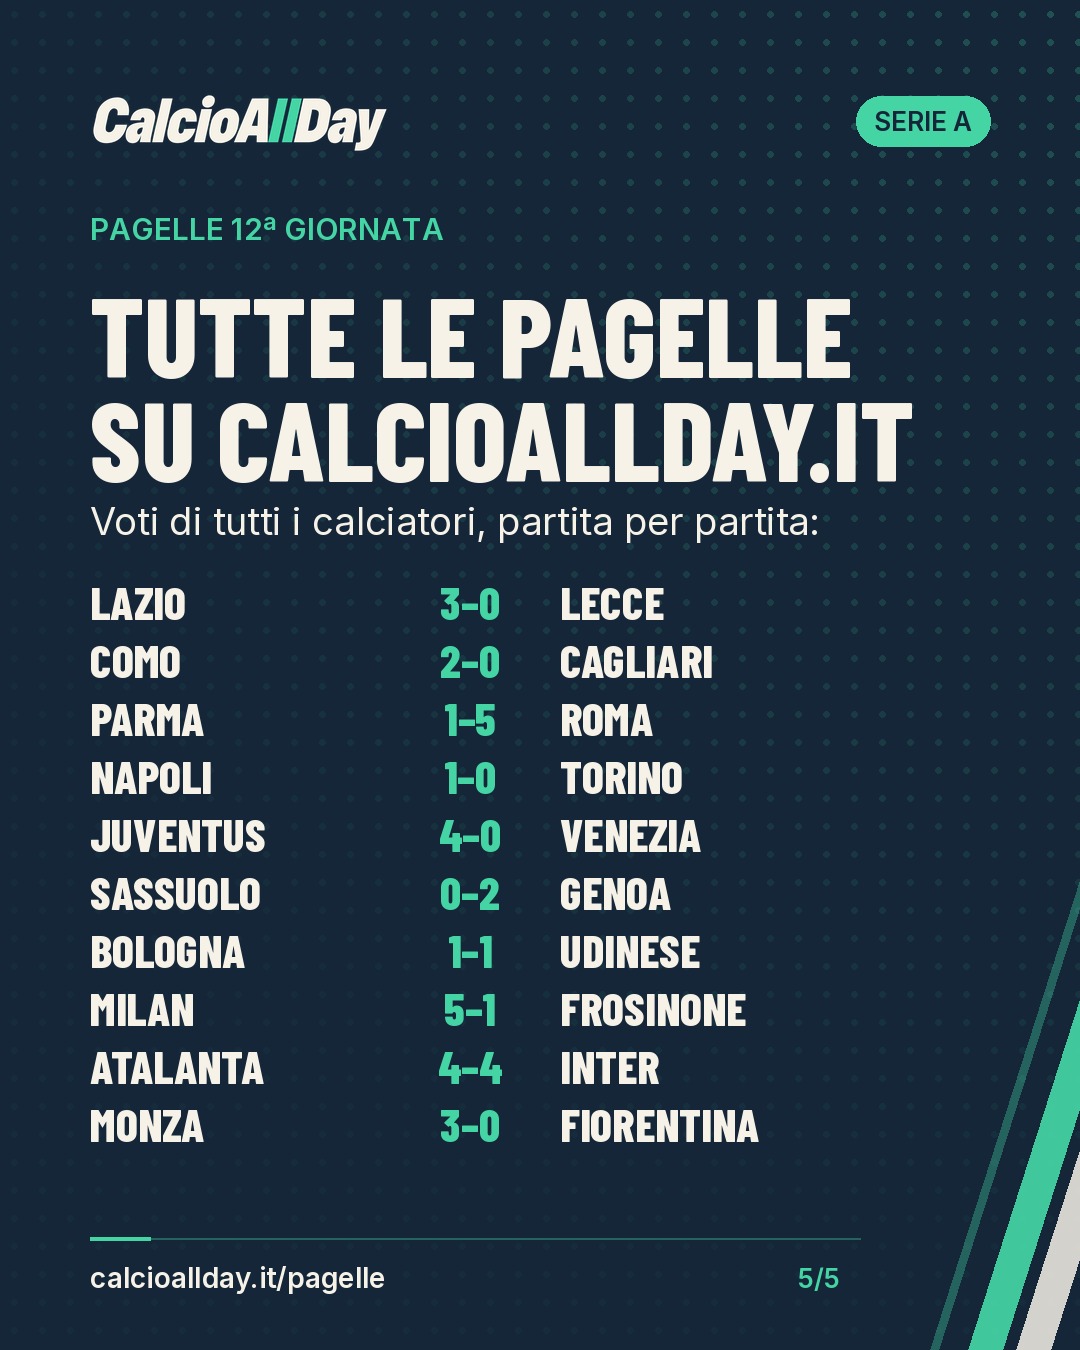 CalcioAllDay
SERIE A
PAGELLE 12ª GIORNATA
TUTTE LE PAGELLE
SU CALCIOALLDAY.IT
Voti di tutti i calciatori, partita per partita:
LAZIO 3-0 LECCE
COMO 2-0 CAGLIARI
PARMA 1-5 ROMA
NAPOLI 1-0 TORINO
JUVENTUS 4-0 VENEZIA
SASSUOLO 0-2 GENOA
BOLOGNA 1-1 UDINESE
MILAN 5-1 FROSINONE
ATALANTA 4-4 INTER
MONZA 3-0 FIORENTINA
calcioallday.it/pagelle 5/5